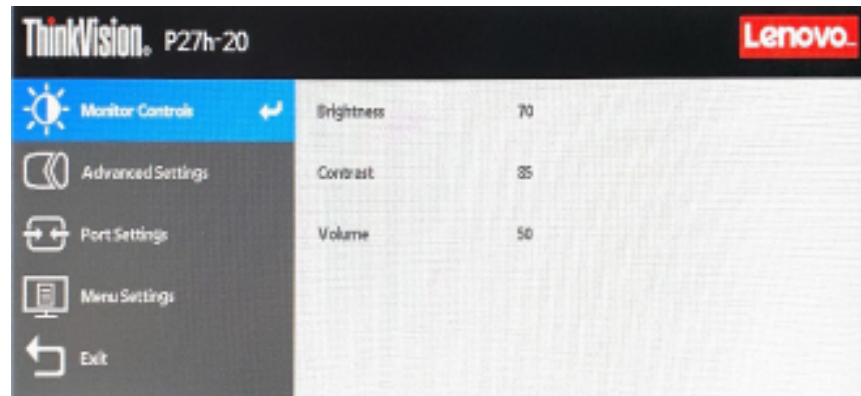 ThinkVision® P27h-20
Lenovo
Monitor Controls
Brightness 70
Advanced Settings
Contrast 85
Port Settings
Volume 50
Menu Settings
Exit